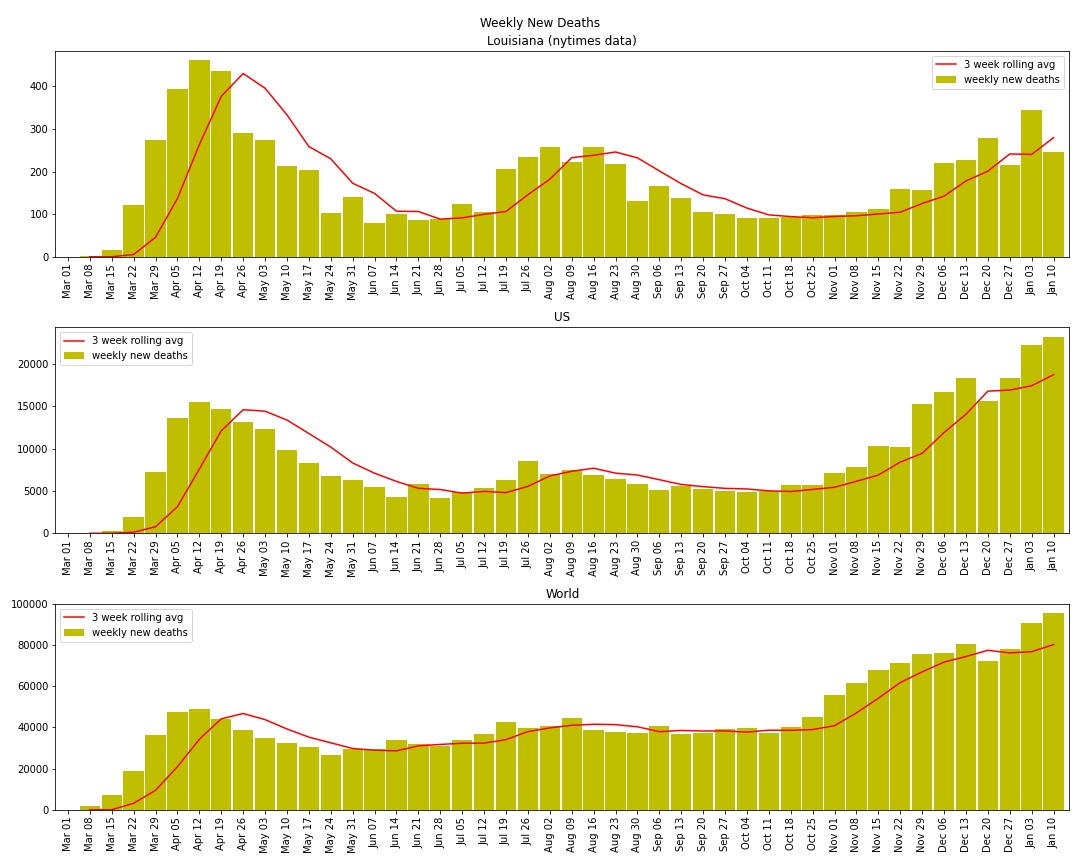 Weekly New Deaths
Louisiana (nytimes data)
3 week rolling avg
weekly new deaths
400
300
200
100
0
Mar 01 Mar 08 Mar 15 Mar 22 Mar 29 Apr 05 Apr 12 Apr 19 Apr 26 May 03 May 10 May 17 May 24 May 31 Jun 07 Jun 14 Jun 21 Jun 28 Jul 05 Jul 12 Jul 19 Jul 26 Aug 02 Aug 09 Aug 16 Aug 23 Aug 30 Sep 06 Sep 13 Sep 20 Sep 27 Oct 04 Oct 11 Oct 18 Oct 25 Nov 01 Nov 08 Nov 15 Nov 22 Nov 29 Dec 06 Dec 13 Dec 20 Dec 27 Jan 03 Jan 10
US
3 week rolling avg
weekly new deaths
20000
15000
10000
5000
0
Mar 01 Mar 08 Mar 15 Mar 22 Mar 29 Apr 05 Apr 12 Apr 19 Apr 26 May 03 May 10 May 17 May 24 May 31 Jun 07 Jun 14 Jun 21 Jun 28 Jul 05 Jul 12 Jul 19 Jul 26 Aug 02 Aug 09 Aug 16 Aug 23 Aug 30 Sep 06 Sep 13 Sep 20 Sep 27 Oct 04 Oct 11 Oct 18 Oct 25 Nov 01 Nov 08 Nov 15 Nov 22 Nov 29 Dec 06 Dec 13 Dec 20 Dec 27 Jan 03 Jan 10
World
3 week rolling avg
weekly new deaths
100000
80000
60000
40000
20000
0
Mar 01 Mar 08 Mar 15 Mar 22 Mar 29 Apr 05 Apr 12 Apr 19 Apr 26 May 03 May 10 May 17 May 24 May 31 Jun 07 Jun 14 Jun 21 Jun 28 Jul 05 Jul 12 Jul 19 Jul 26 Aug 02 Aug 09 Aug 16 Aug 23 Aug 30 Sep 06 Sep 13 Sep 20 Sep 27 Oct 04 Oct 11 Oct 18 Oct 25 Nov 01 Nov 08 Nov 15 Nov 22 Nov 29 Dec 06 Dec 13 Dec 20 Dec 27 Jan 03 Jan 10